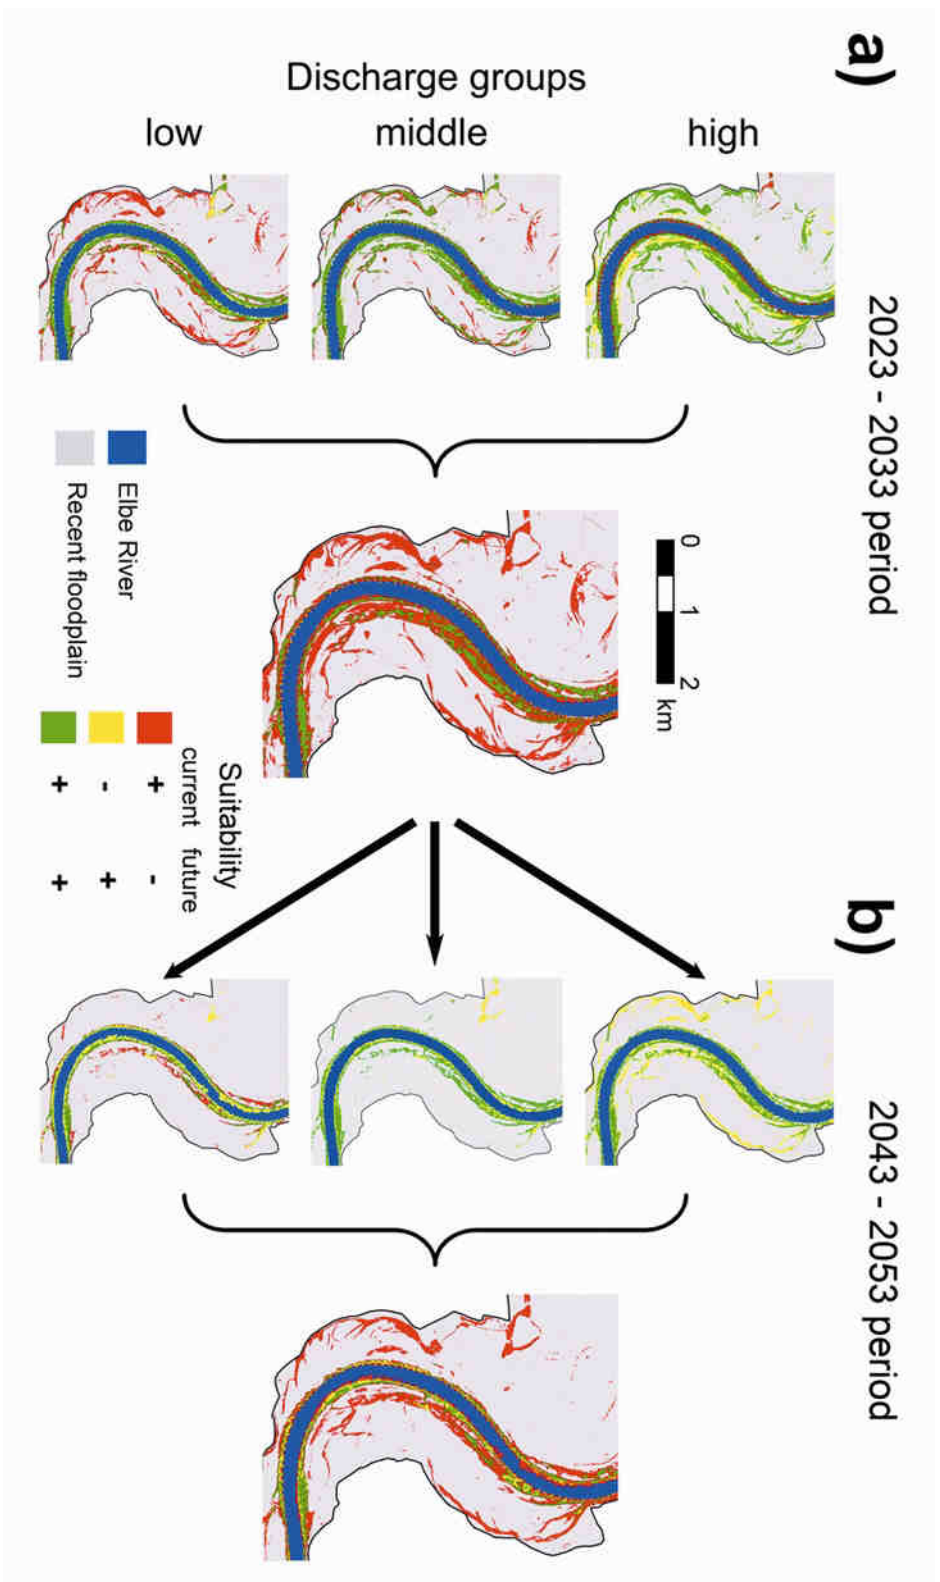 a)
2023 - 2033 period
Discharge groups
low
middle
high
0 1 2 km
Elbe River
Recent floodplain
Suitability
current future
+ -
- +
+ +
b)
2043 - 2053 period